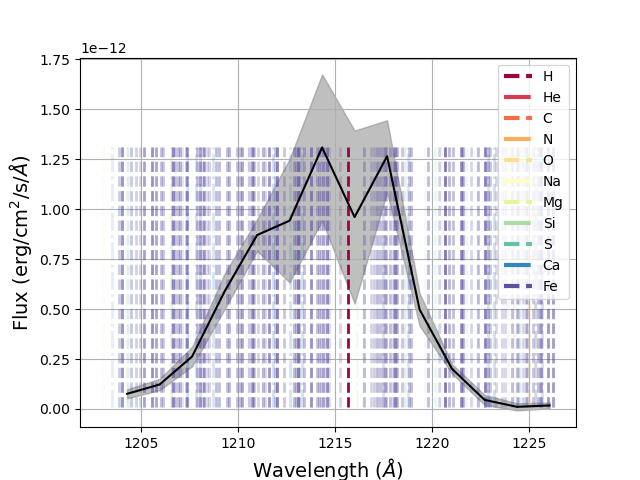 1e−12
1.75
1.50
1.25
1.00
0.75
0.50
0.25
0.00
Flux (erg/cm²/s/Å)
1205
1210
1215
1220
1225
Wavelength (Å)
H
He
C
N
O
Na
Mg
Si
S
Ca
Fe